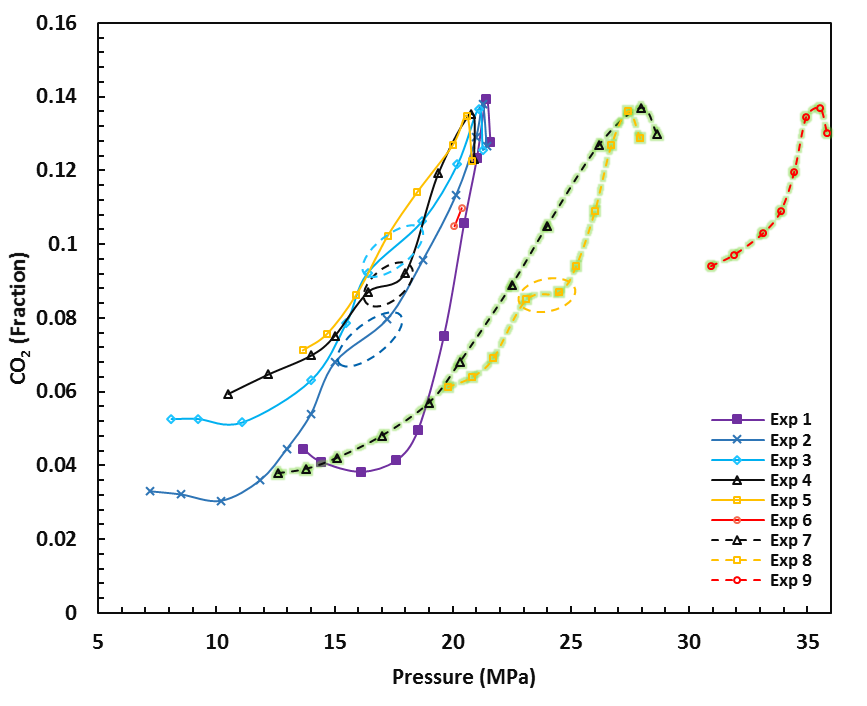 0.16
0.14
0.12
0.1
0.08
0.06
0.04
0.02
0
CO2 (Fraction)
5 10 15 20 25 30 35
Pressure (MPa)
Exp 1
Exp 2
Exp 3
Exp 4
Exp 5
Exp 6
Exp 7
Exp 8
Exp 9